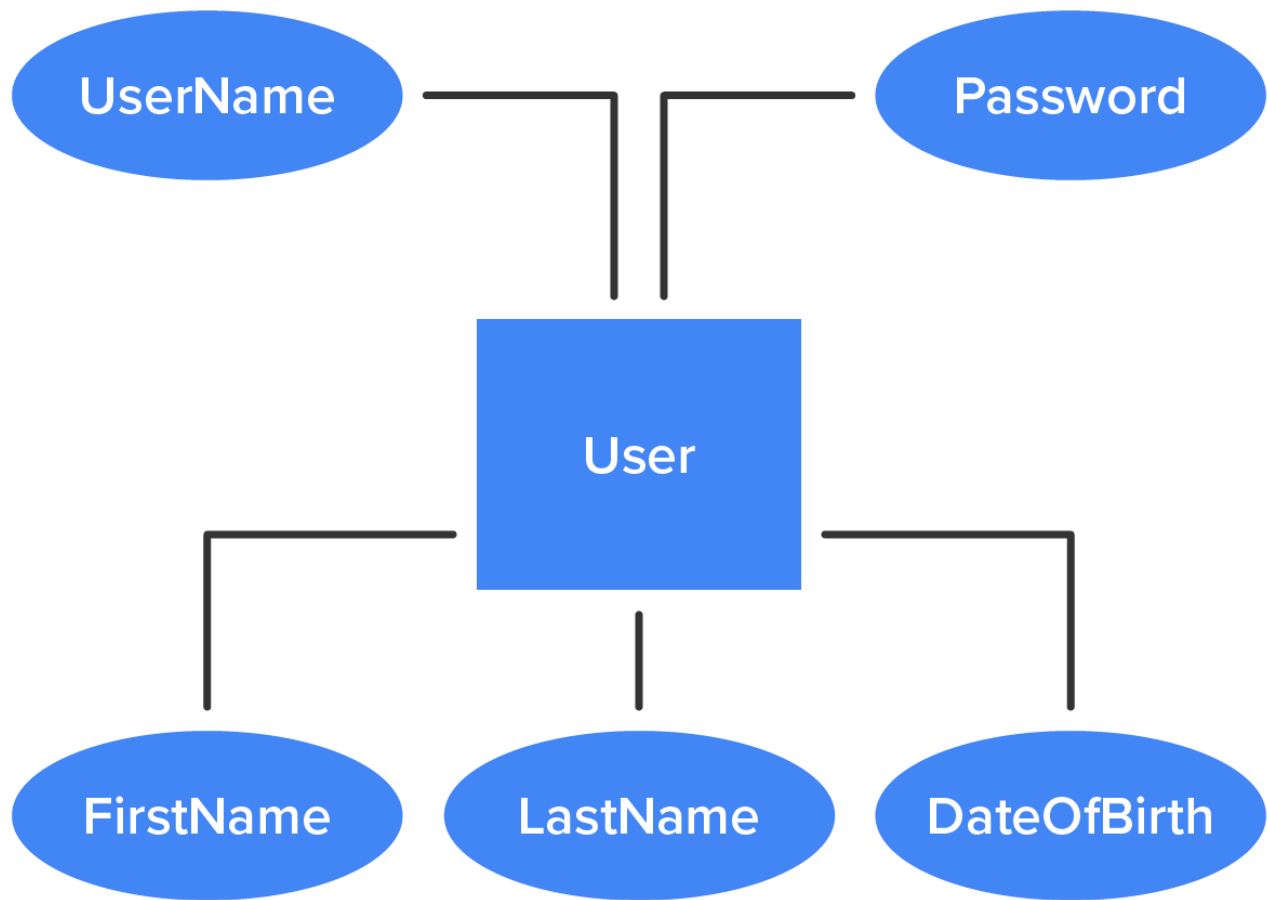 UserName
Password
User
FirstName
LastName
DateOfBirth